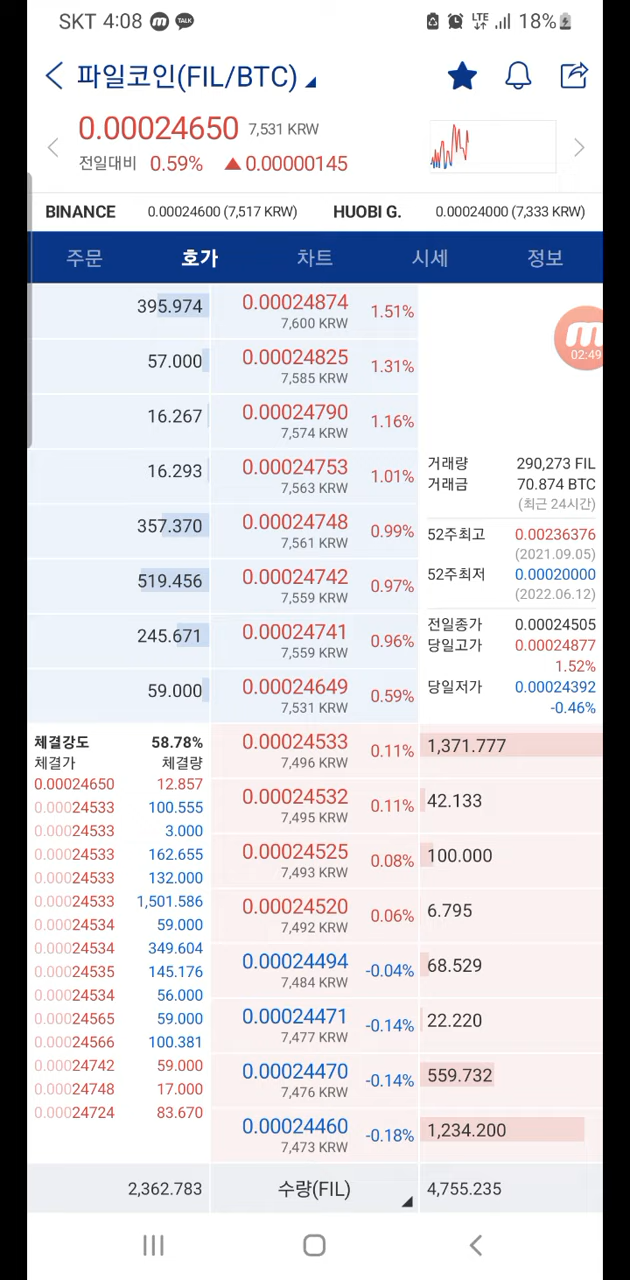 SKT 4:08 m TALK LTE 18%
파일코인(FIL/BTC)
0.00024650 7,531 KRW
전일대비 0.59% ▲0.00000145
BINANCE 0.00024600 (7,517 KRW) HUOBI G. 0.00024000 (7,333 KRW)
주문 호가 차트 시세 정보
395.974 0.00024874 1.51%
7,600 KRW
57.000 0.00024825 1.31%
7,585 KRW
m
02:49
16.267 0.00024790 1.16%
7,574 KRW
16.293 0.00024753 1.01%
7,563 KRW
357.370 0.00024748 0.99%
7,561 KRW
519.456 0.00024742 0.97%
7,559 KRW
245.671 0.00024741 0.96%
7,559 KRW
59.000 0.00024649 0.59%
7,531 KRW
거래량 290,273 FIL
거래금 70.874 BTC
(최근 24시간)
52주최고 0.00236376
(2021.09.05)
52주최저 0.00020000
(2022.06.12)
전일종가 0.00024505
당일고가 0.00024877
1.52%
당일저가 0.00024392
-0.46%
체결강도 58.78%
체결가 체결량
0.00024650 12.857
0.00024533 100.555
0.00024533 3.000
0.00024533 162.655
0.00024533 132.000
0.00024533 1,501.586
0.00024534 59.000
0.00024534 349.604
0.00024535 145.176
0.00024534 56.000
0.00024565 59.000
0.00024566 100.381
0.00024742 59.000
0.00024748 17.000
0.00024724 83.670
0.00024533 0.11% 1,371.777
7,496 KRW
0.00024532 0.11% 42.133
7,495 KRW
0.00024525 0.08% 100.000
7,493 KRW
0.00024520 0.06% 6.795
7,492 KRW
0.00024494 -0.04% 68.529
7,484 KRW
0.00024471 -0.14% 22.220
7,477 KRW
0.00024470 -0.14% 559.732
7,476 KRW
0.00024460 -0.18% 1,234.200
7,473 KRW
2,362.783 수량(FIL) 4,755.235